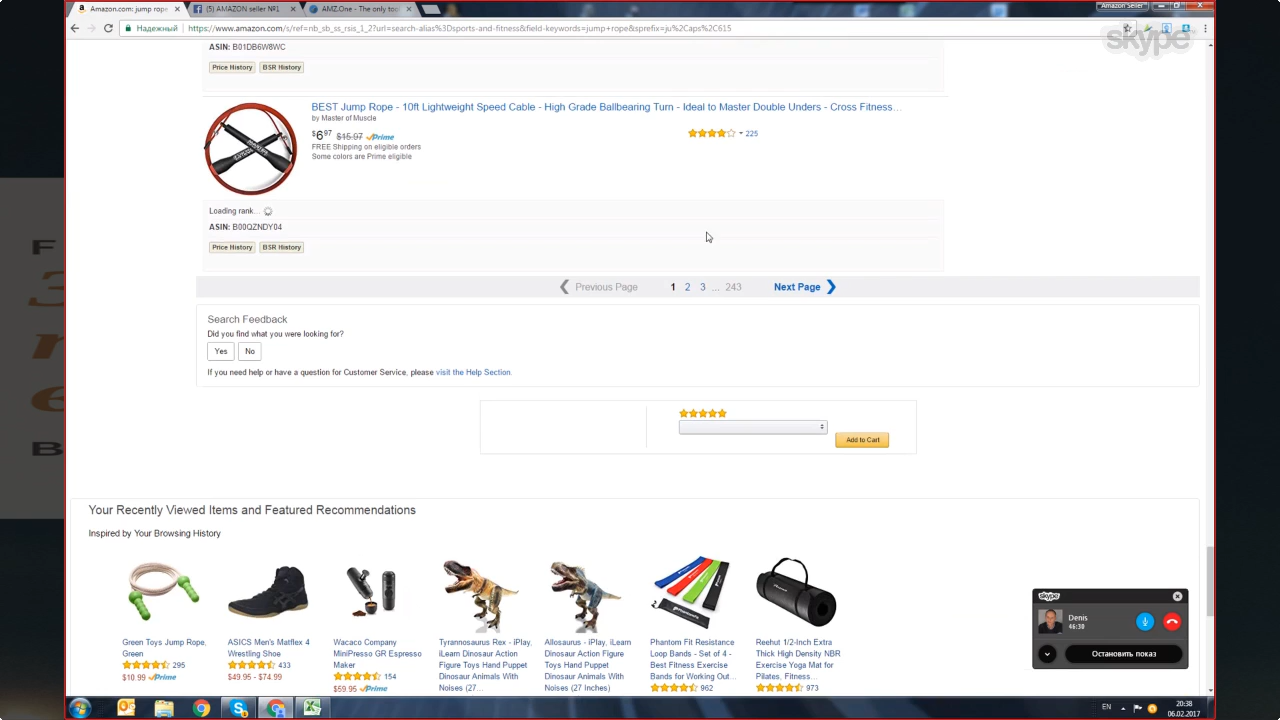 Amazon.com: jump rope
(5) AMAZON seller №1
AMZ.One - The only tool
Amazon Seller
Надежный
https://www.amazon.com/s/ref=nb_sb_ss_rsis_1_2?url=search-alias%3Dsports-and-fitness&field-keywords=jump+rope&sprefix=ju%2Caps%2C615
skype
ASIN: B01DB6W8WC
Price History
BSR History
BEST Jump Rope - 10ft Lightweight Speed Cable - High Grade Ballbearing Turn - Ideal to Master Double Unders - Cross Fitness...
by Master of Muscle
$6.97 $15.97 Prime
225
FREE Shipping on eligible orders
Some colors are Prime eligible
Loading rank...
ASIN: B00QZNDY04
Price History
BSR History
Previous Page
1 2 3 ... 243
Next Page
Search Feedback
Did you find what you were looking for?
Yes
No
If you need help or have a question for Customer Service, please visit the Help Section.
Add to Cart
Your Recently Viewed Items and Featured Recommendations
Inspired by Your Browsing History
Green Toys Jump Rope,
Green
295
$10.99 Prime
ASICS Men's Matflex 4
Wrestling Shoe
433
$49.95 - $74.99
Wacaco Company
MiniPresso GR Espresso
Maker
154
$59.95 Prime
Tyrannosaurus Rex - iPlay,
iLearn Dinosaur Action
Figure Toys Hand Puppet
Dinosaur Animals With
Noises (27...
Allosaurus - iPlay, iLearn
Dinosaur Action Figure
Toys Hand Puppet
Dinosaur Animals With
Noises (27 Inches)
Phantom Fit Resistance
Loop Bands - Set of 4 -
Best Fitness Exercise
Bands for Working Out...
962
Reehut 1/2-Inch Extra
Thick High Density NBR
Exercise Yoga Mat for
Pilates, Fitness...
973
skype
Denis
46:39
Остановить показ
EN
20:38
06.02.2017